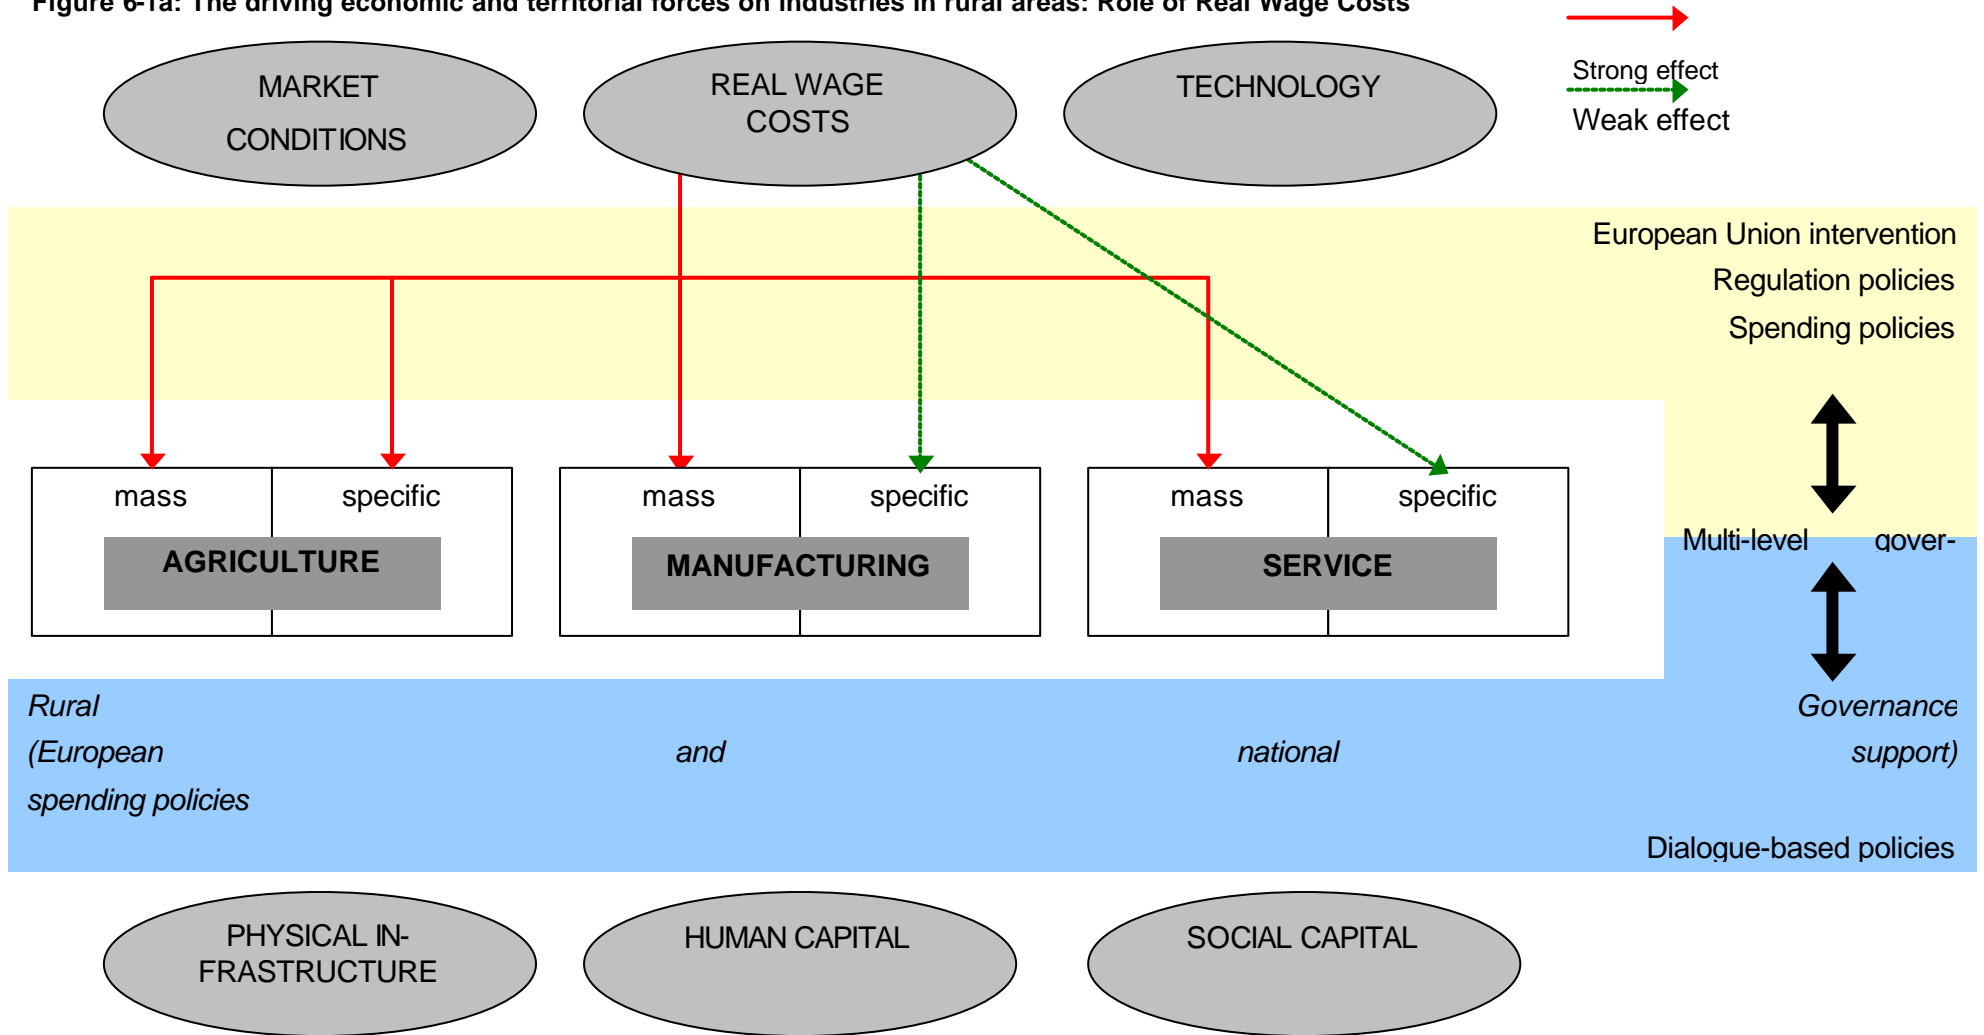 Figure 6-1a: The driving economic and territorial forces on industries in rural areas: Role of Real Wage Costs
Strong effect
Weak effect
MARKET
CONDITIONS
REAL WAGE
COSTS
TECHNOLOGY
European Union intervention
Regulation policies
Spending policies
mass
specific
AGRICULTURE
mass
specific
MANUFACTURING
mass
specific
SERVICE
Multi-level gover-
Rural Governance
(European and national support)
spending policies
Dialogue-based policies
PHYSICAL IN-
FRASTRUCTURE
HUMAN CAPITAL
SOCIAL CAPITAL